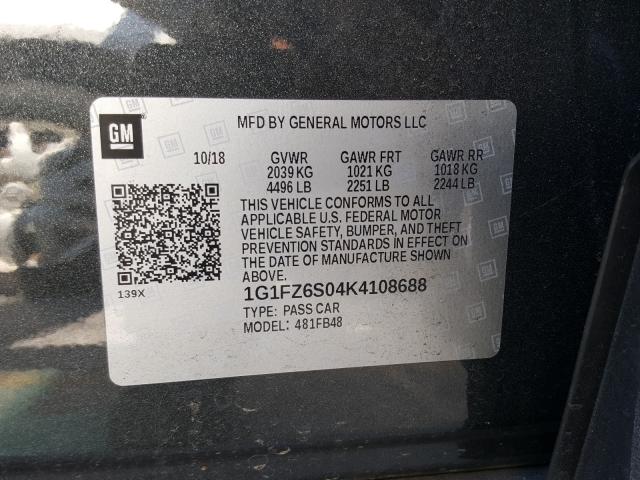 GM
MFD BY GENERAL MOTORS LLC
10/18 GVWR GAWR FRT GAWR RR
2039 KG 1021 KG 1018 KG
4496 LB 2251 LB 2244 LB
THIS VEHICLE CONFORMS TO ALL
APPLICABLE U.S. FEDERAL MOTOR
VEHICLE SAFETY, BUMPER, AND THEFT
PREVENTION STANDARDS IN EFFECT ON
THE DATE OF MANUFACTURE SHOWN
ABOVE.
139X
1G1FZ6S04K4108688
TYPE: PASS CAR
MODEL: 481FB48